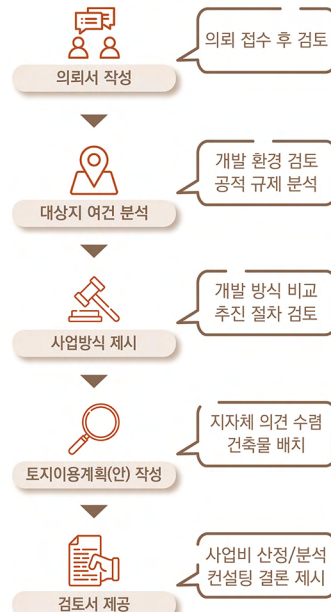 의뢰 접수 후 검토
의뢰서 작성
개발 환경 검토
공적 규제 분석
대상지 여건 분석
개발 방식 비교
추진 절차 검토
사업방식 제시
지자체 의견 수렴
건축물 배치
토지이용계획(안) 작성
사업비 산정/분석
컨설팅 결론 제시
검토서 제공